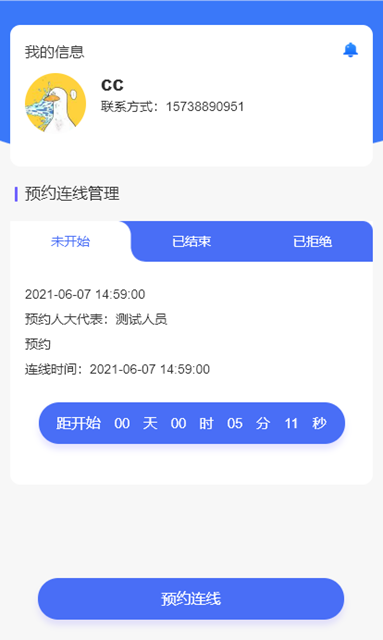 我的信息
CC
联系方式：15738890951
预约连线管理
未开始 已结束 已拒绝
2021-06-07 14:59:00
预约人大代表：测试人员
预约
连线时间：2021-06-07 14:59:00
距开始 00 天 00 时 05 分 11 秒
预约连线